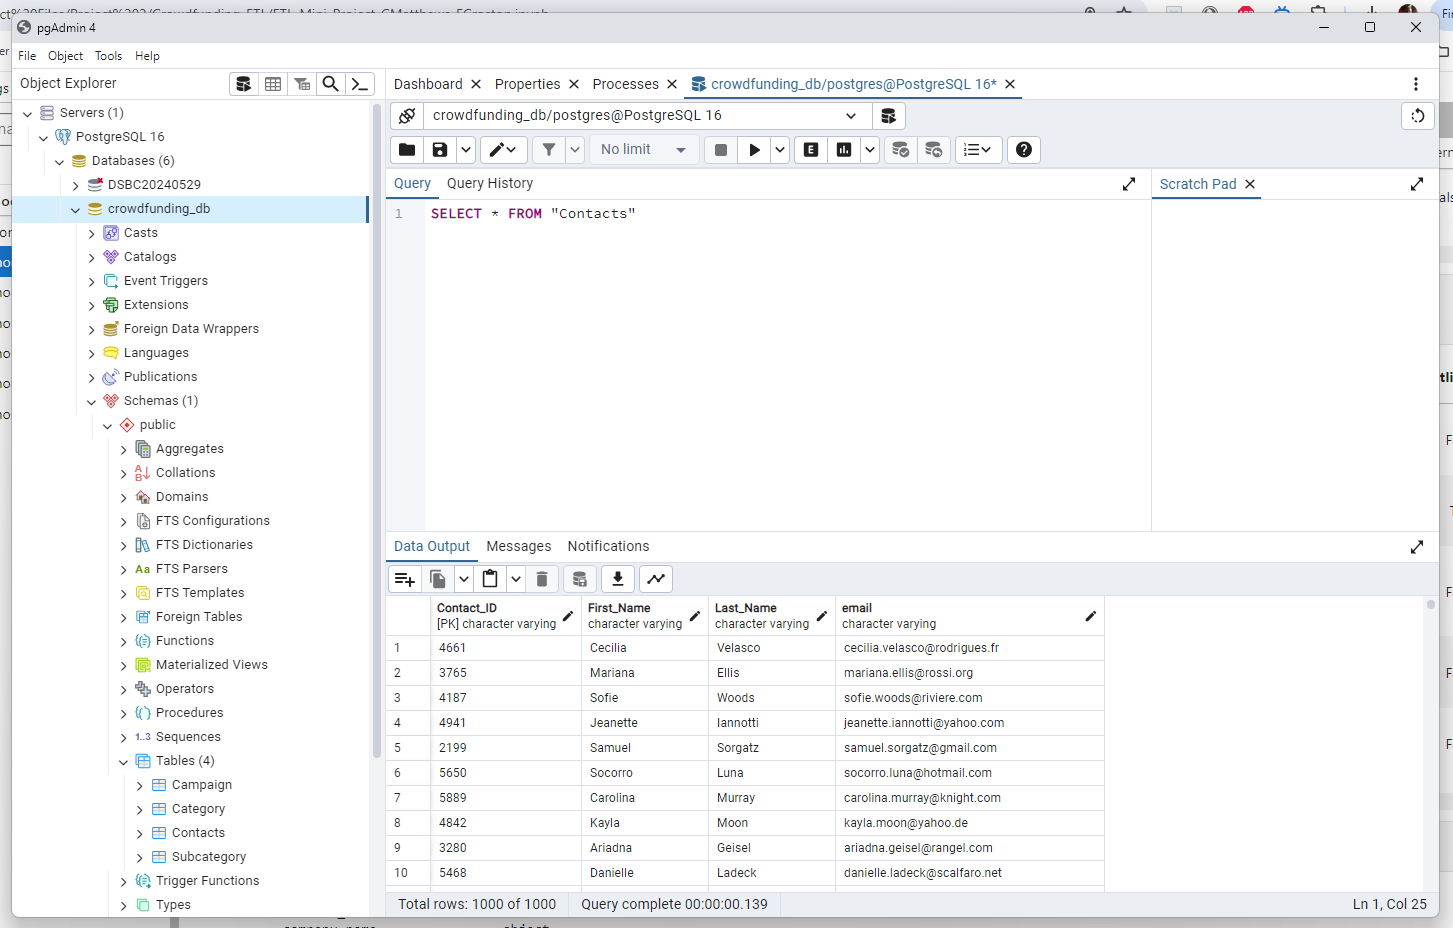 pgAdmin 4
File Object Tools Help
Object Explorer
Servers (1)
PostgreSQL 16
Databases (6)
DSBC20240529
crowdfunding_db
Casts
Catalogs
Event Triggers
Extensions
Foreign Data Wrappers
Languages
Publications
Schemas (1)
public
Aggregates
Collations
Domains
FTS Configurations
FTS Dictionaries
Aa FTS Parsers
FTS Templates
Foreign Tables
Functions
Materialized Views
Operators
Procedures
1..3 Sequences
Tables (4)
Campaign
Category
Contacts
Subcategory
Trigger Functions
Types
Dashboard Properties Processes crowdfunding_db/postgres@PostgreSQL 16*
crowdfunding_db/postgres@PostgreSQL 16
No limit E
Query Query History Scratch Pad
1 SELECT * FROM "Contacts"
Data Output Messages Notifications
Contact_ID First_Name Last_Name email
[PK] character varying character varying character varying character varying
1 4661 Cecilia Velasco cecilia.velasco@rodrigues.fr
2 3765 Mariana Ellis mariana.ellis@rossi.org
3 4187 Sofie Woods sofie.woods@riviere.com
4 4941 Jeanette Iannotti jeanette.iannotti@yahoo.com
5 2199 Samuel Sorgatz samuel.sorgatz@gmail.com
6 5650 Socorro Luna socorro.luna@hotmail.com
7 5889 Carolina Murray carolina.murray@knight.com
8 4842 Kayla Moon kayla.moon@yahoo.de
9 3280 Ariadna Geisel ariadna.geisel@rangel.com
10 5468 Danielle Ladeck danielle.ladeck@scalfaro.net
Total rows: 1000 of 1000 Query complete 00:00:00.139 Ln 1, Col 25